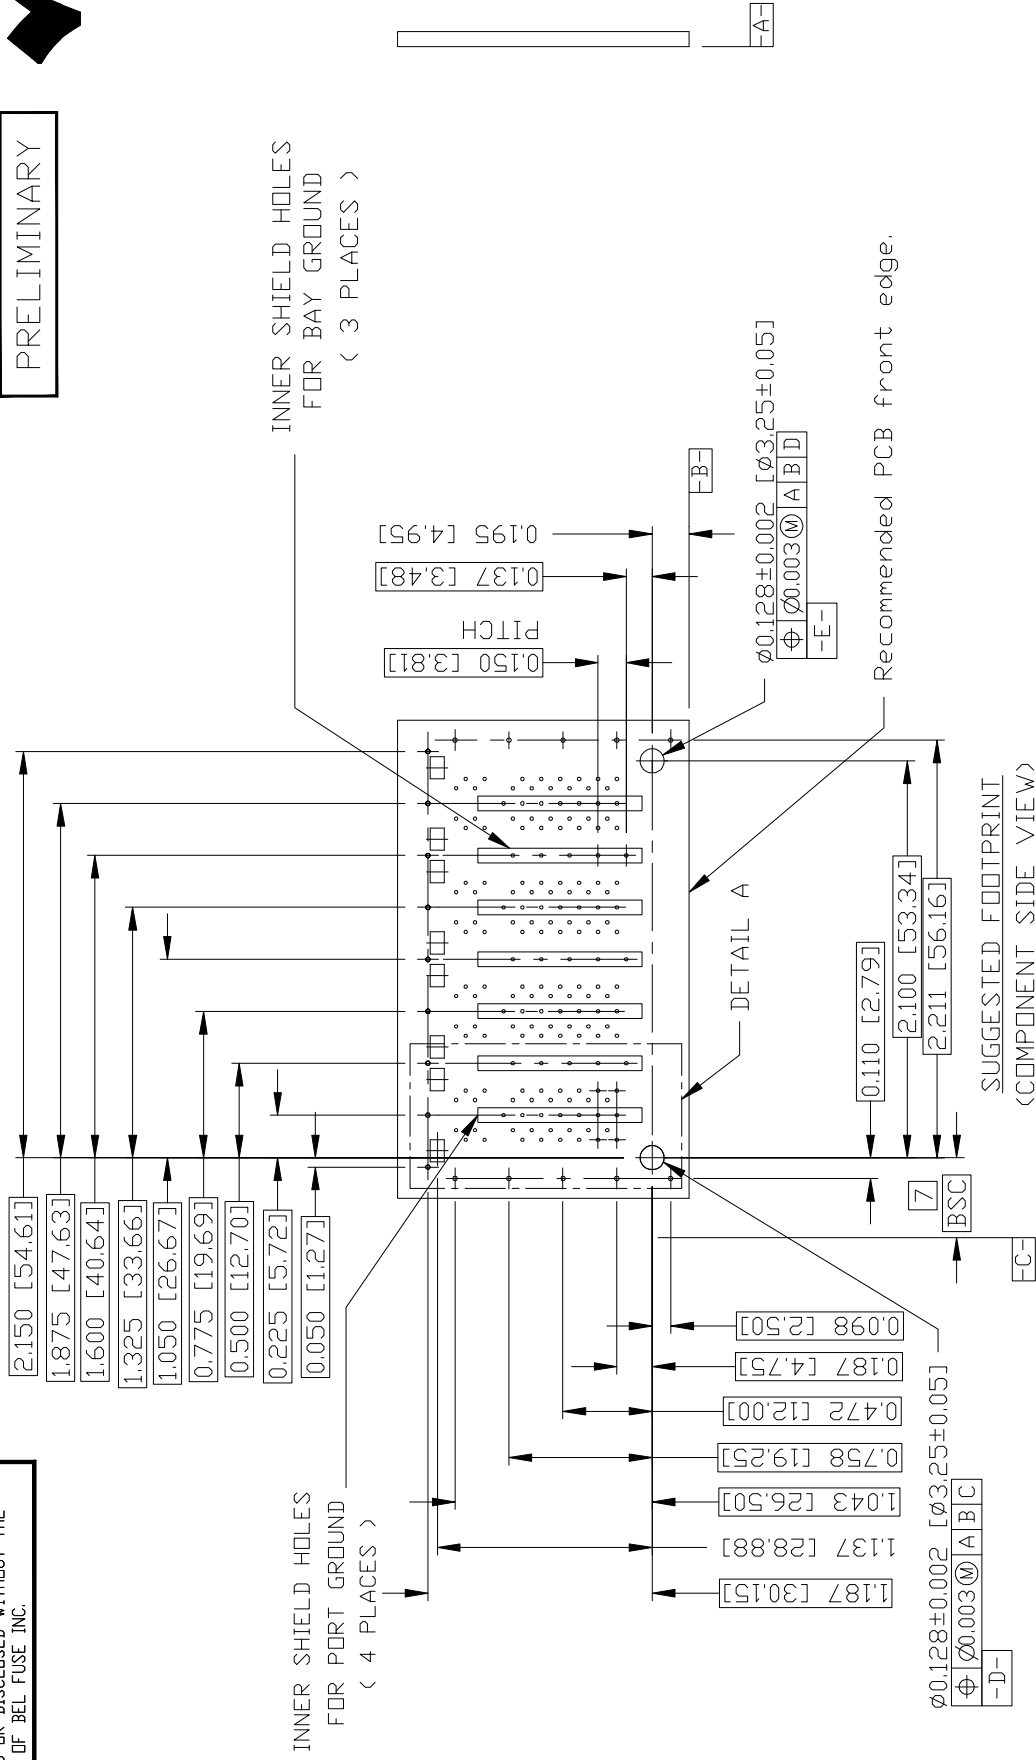 OF BEL FUSE INC.
PRELIMINARY
-A-
INNER SHIELD HOLES
FOR BAY GROUND
( 3 PLACES )
2.150 [54.61]
1.875 [47.63]
1.600 [40.64]
1.325 [33.66]
1.050 [26.67]
0.775 [19.69]
0.500 [12.70]
0.225 [5.72]
0.050 [1.27]
0.195 [4.95]
0.137 [3.48]
0.150 [3.81]
PITCH
-B-
ø0.128±0.002 [ø3.25±0.05]
⌖ Ø0.003Ⓜ A B D
-E-
Recommended PCB front edge.
INNER SHIELD HOLES
FOR PORT GROUND
( 4 PLACES )
DETAIL A
0.110 [2.79]
2.100 [53.34]
2.211 [56.16]
7
BSC
-C-
0.098 [2.50]
0.187 [4.75]
0.472 [12.00]
0.758 [19.25]
1.043 [26.50]
1.137 [28.88]
1.187 [30.15]
ø0.128±0.002 [ø3.25±0.05]
⌖ Ø0.003Ⓜ A B C
-D-
SUGGESTED FOOTPRINT
(COMPONENT SIDE VIEW)